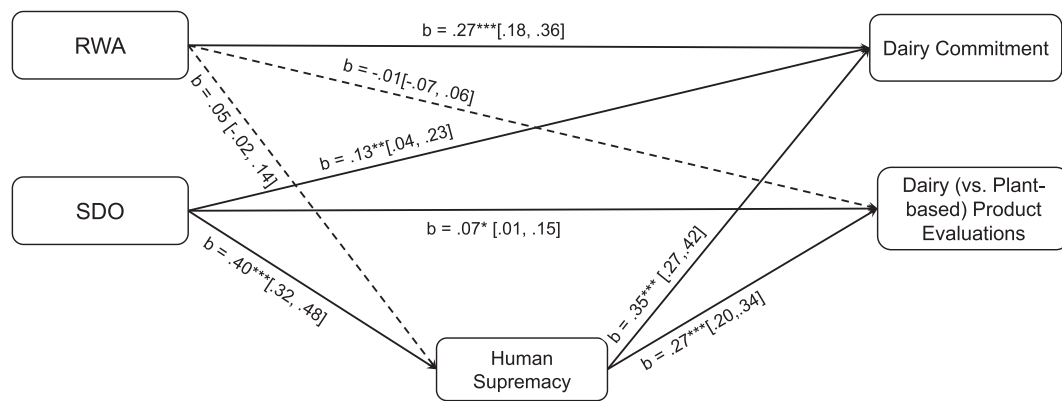 RWA
b = .27***[.18, .36]
Dairy Commitment
b = -.01[-.07, .06]
b = .05 [-.02, .14]
b = .13**[.04, .23]
SDO
Dairy (vs. Plant-
based) Product
Evaluations
b = .07* [.01, .15]
b = .40***[.32, .48]
b = .35*** [.27,.42]
b = .27***[.20,.34]
Human
Supremacy